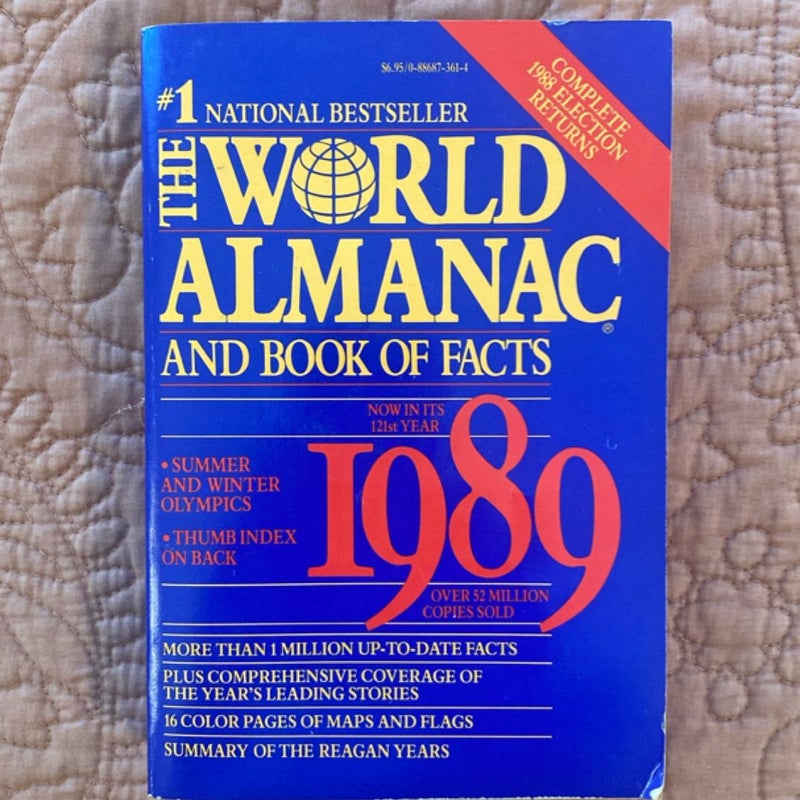 $6.95/0-88687-361-4
COMPLETE
1988 ELECTION
RETURNS
#1 NATIONAL BESTSELLER
THE WORLD
ALMANAC®
AND BOOK OF FACTS
NOW IN ITS
121st YEAR
1989
• SUMMER
AND WINTER
OLYMPICS
• THUMB INDEX
ON BACK
OVER 52 MILLION
COPIES SOLD
MORE THAN 1 MILLION UP-TO-DATE FACTS
PLUS COMPREHENSIVE COVERAGE OF
THE YEAR'S LEADING STORIES
16 COLOR PAGES OF MAPS AND FLAGS
SUMMARY OF THE REAGAN YEARS